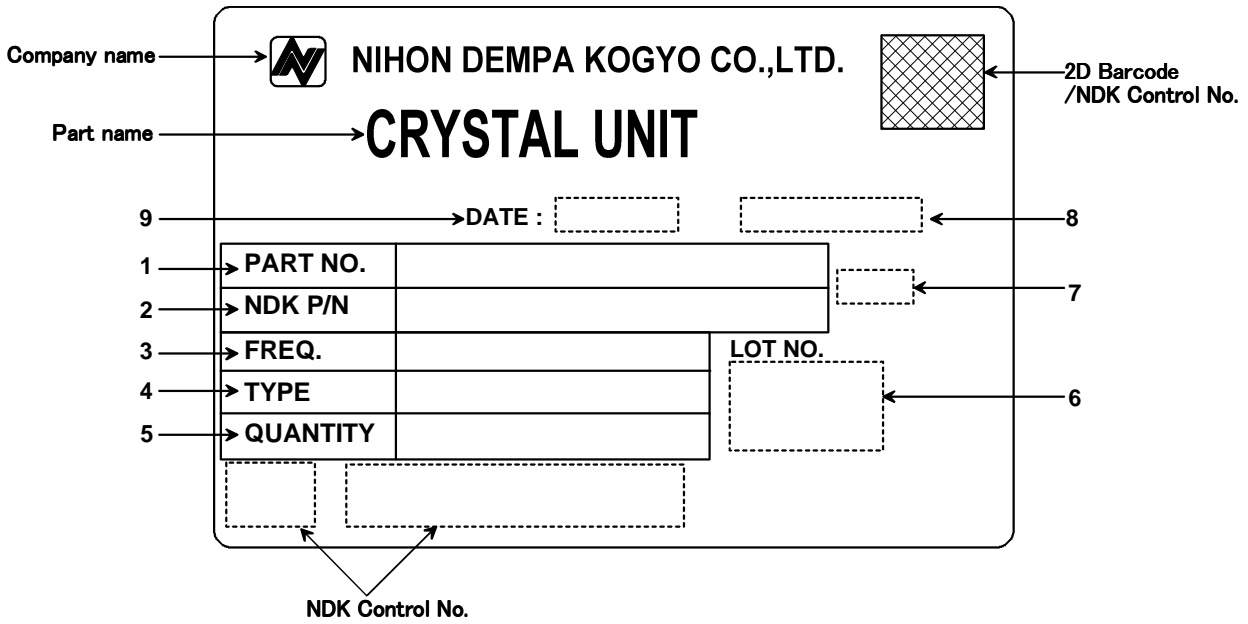 Company name
NIHON DEMPA KOGYO CO.,LTD.
2D Barcode
/NDK Control No.
Part name
CRYSTAL UNIT
9
DATE :
8
1
PART NO.
7
2
NDK P/N
3
FREQ.
LOT NO.
4
TYPE
6
5
QUANTITY
NDK Control No.